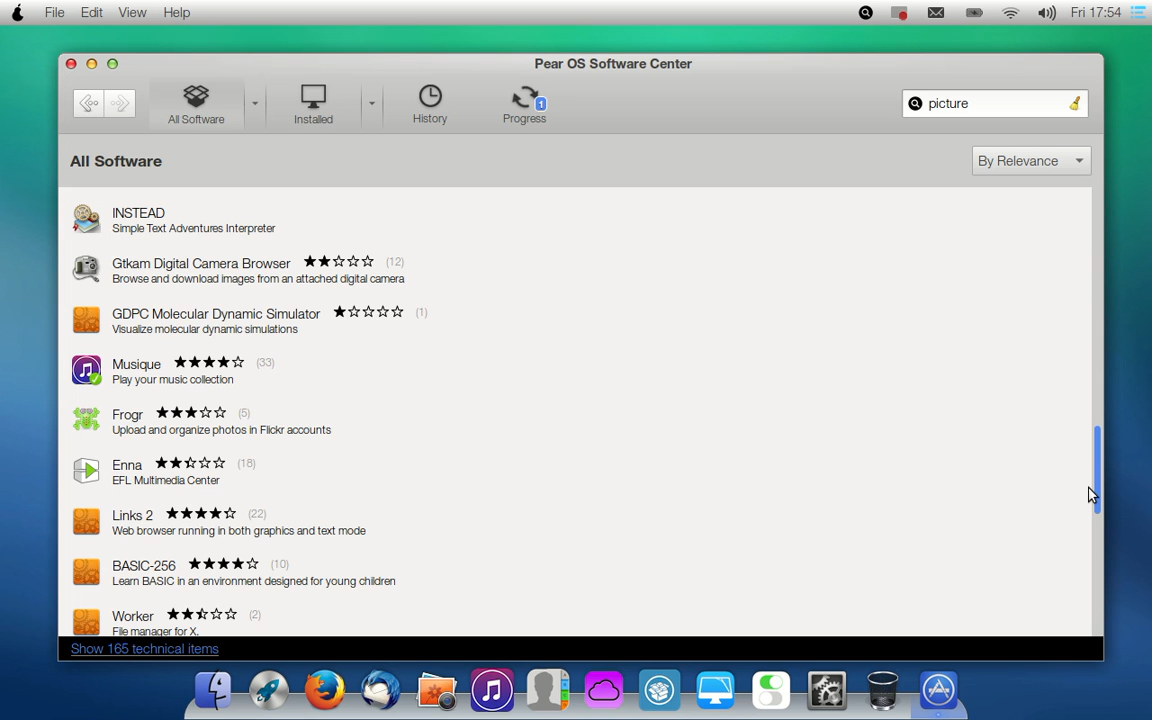 File Edit View Help Fri 17:54
Pear OS Software Center
All Software Installed History Progress 1 picture
All Software By Relevance
INSTEAD
Simple Text Adventures Interpreter
Gtkam Digital Camera Browser (12)
Browse and download images from an attached digital camera
GDPC Molecular Dynamic Simulator (1)
Visualize molecular dynamic simulations
Musique (33)
Play your music collection
Frogr (5)
Upload and organize photos in Flickr accounts
Enna (18)
EFL Multimedia Center
Links 2 (22)
Web browser running in both graphics and text mode
BASIC-256 (10)
Learn BASIC in an environment designed for young children
Worker (2)
File manager for X.
Show 165 technical items